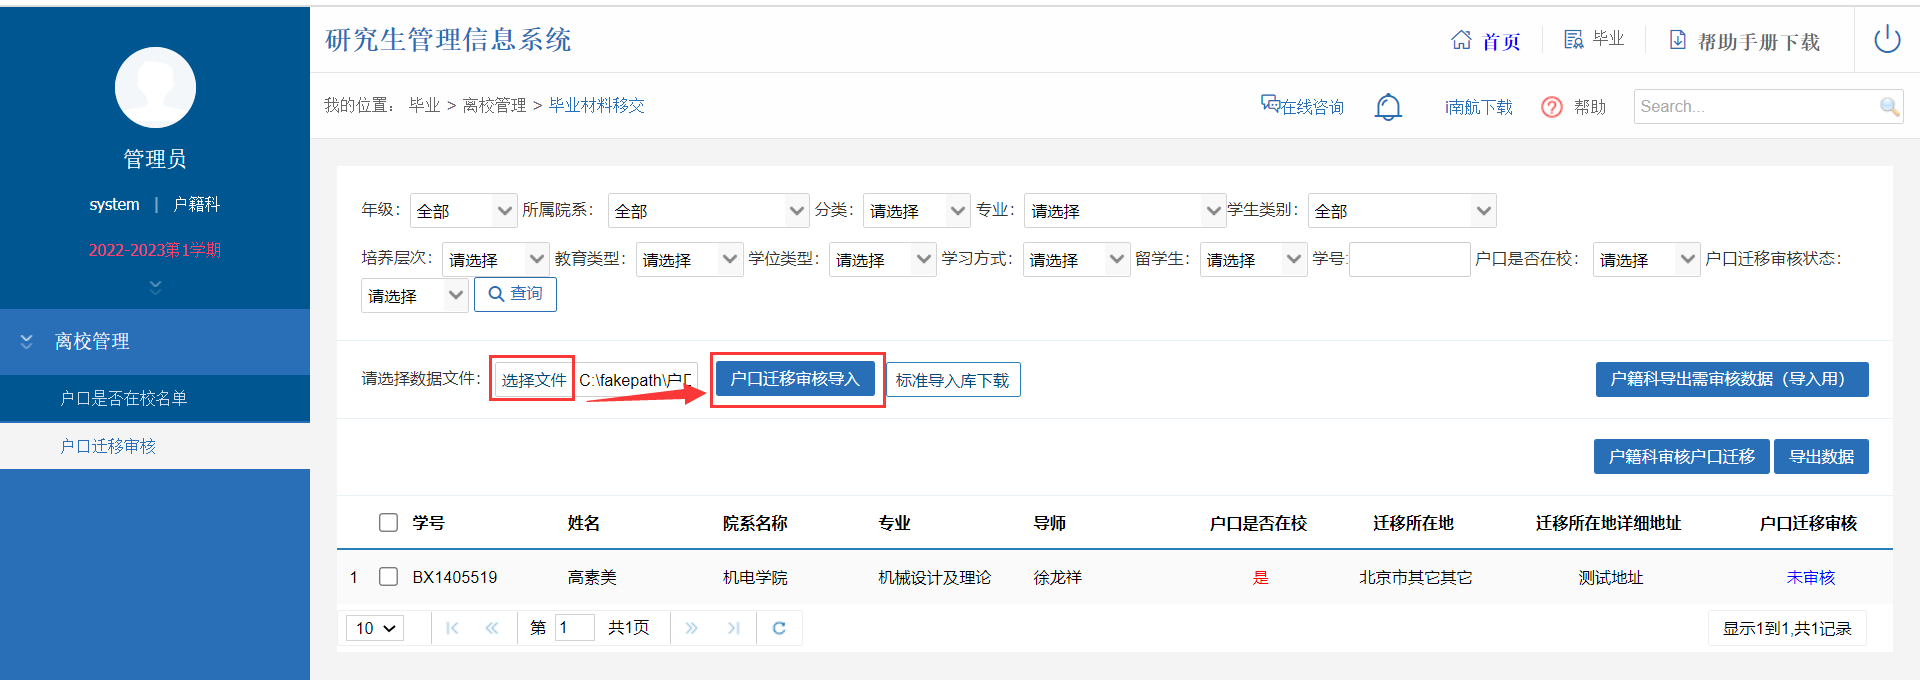 研究生管理信息系统
首页
毕业
帮助手册下载
管理员
system | 户籍科
2022-2023第1学期
离校管理
户口是否在校名单
户口迁移审核
我的位置： 毕业 > 离校管理 > 毕业材料移交
在线咨询
i南航下载
帮助
Search...
年级： 全部 所属院系： 全部 分类： 请选择 专业： 请选择 学生类别： 全部
培养层次： 请选择 教育类型： 请选择 学位类型： 请选择 学习方式： 请选择 留学生： 请选择 学号: 户口是否在校： 请选择 户口迁移审核状态：
请选择 查询
请选择数据文件： 选择文件 C:\fakepath\户口 户口迁移审核导入 标准导入库下载 户籍科导出需审核数据（导入用）
户籍科审核户口迁移 导出数据
学号 姓名 院系名称 专业 导师 户口是否在校 迁移所在地 迁移所在地详细地址 户口迁移审核
1 BX1405519 高素美 机电学院 机械设计及理论 徐龙祥 是 北京市其它其它 测试地址 未审核
10 第 1 共1页 显示1到1,共1记录